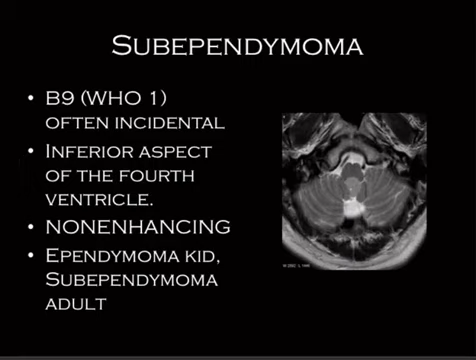 Subependymoma
• B9 (WHO 1)
often incidental
• Inferior aspect
of the fourth
ventricle.
• NONENHANCING
• Ependymoma kid,
Subependymoma
adult